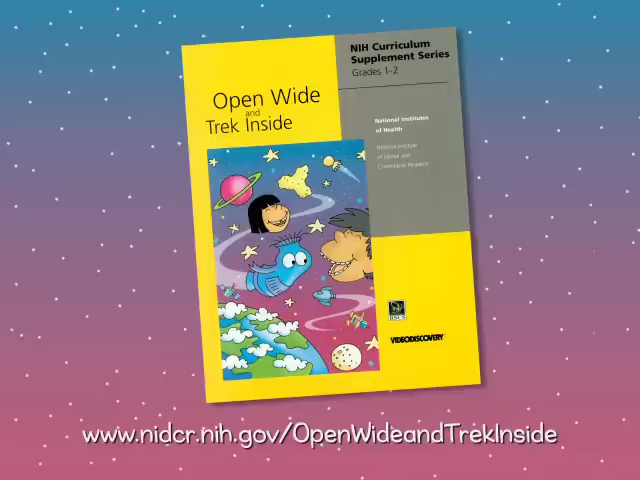 NIH Curriculum
Supplement Series
Grades 1-2
Open Wide
and
Trek Inside
National Institutes
of Health
National Institute
of Dental and
Craniofacial Research
BSCS
VIDEODISCOVERY
www.nidcr.nih.gov/OpenWideandTrekInside